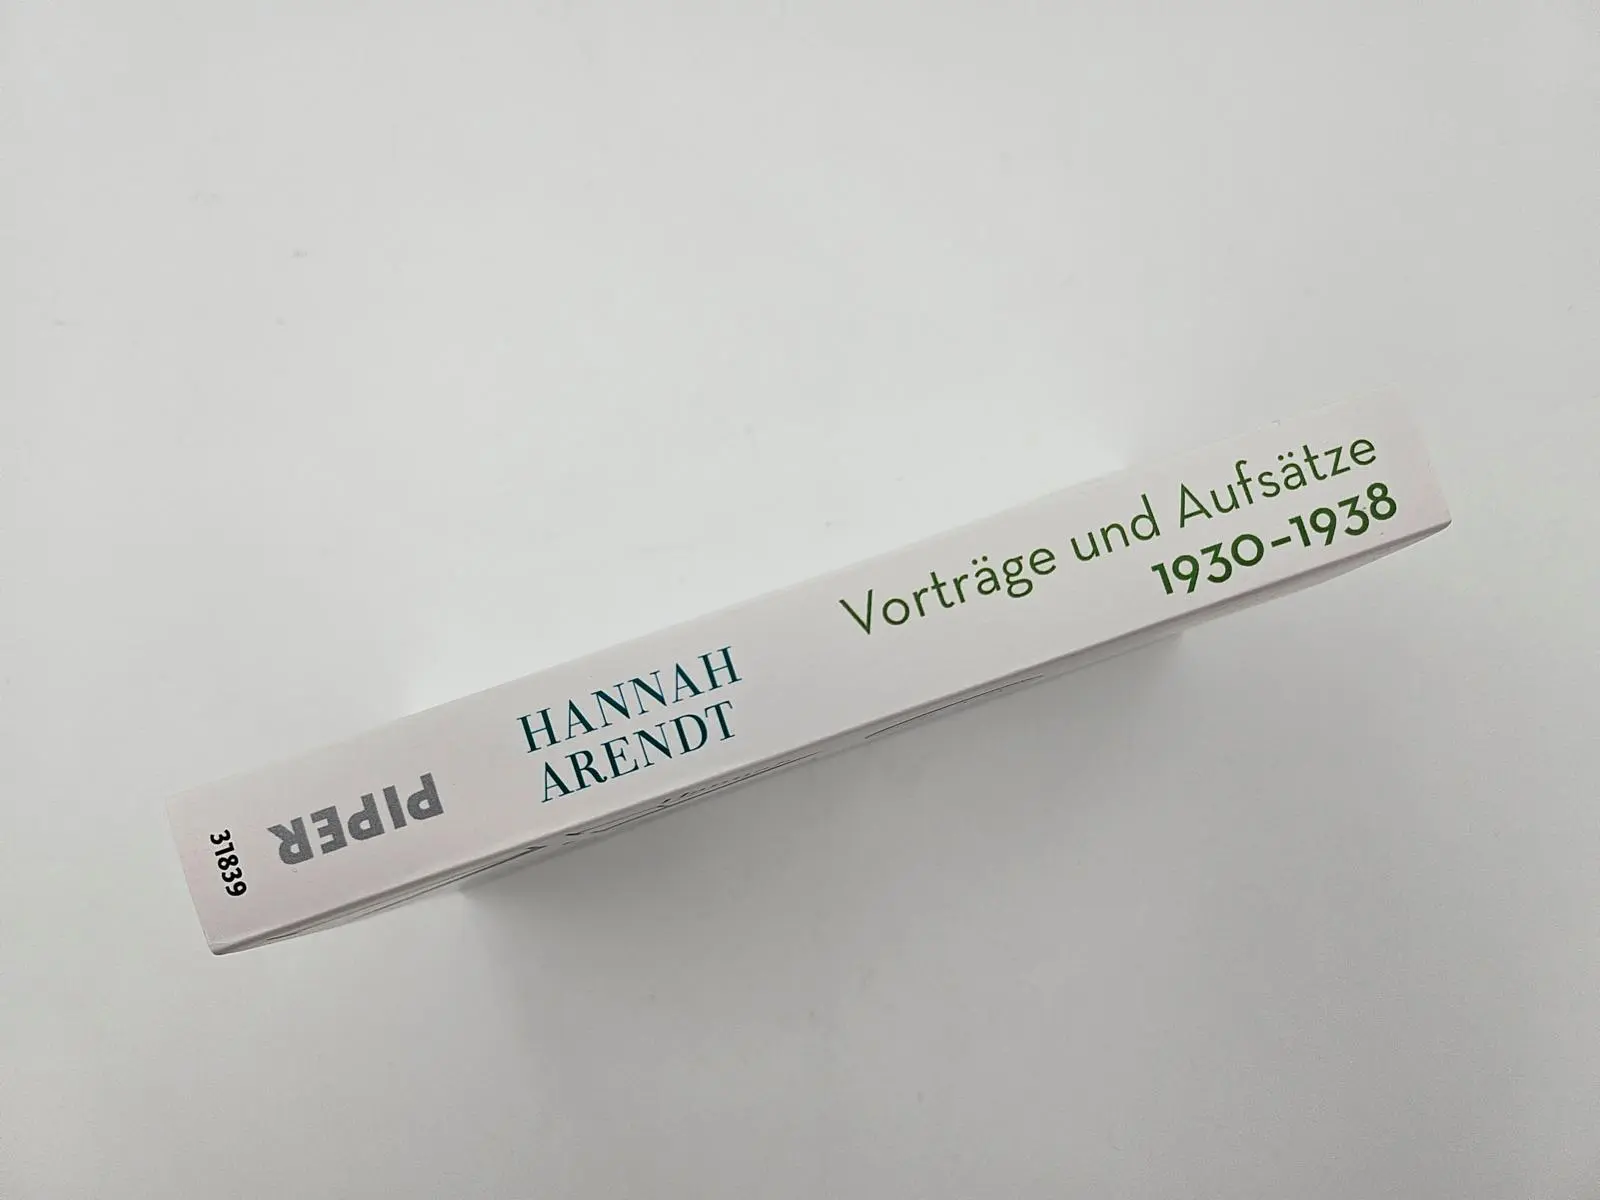 Vorträge und Aufsätze
1930–1938
HANNAH
ARENDT
PIPER
31839